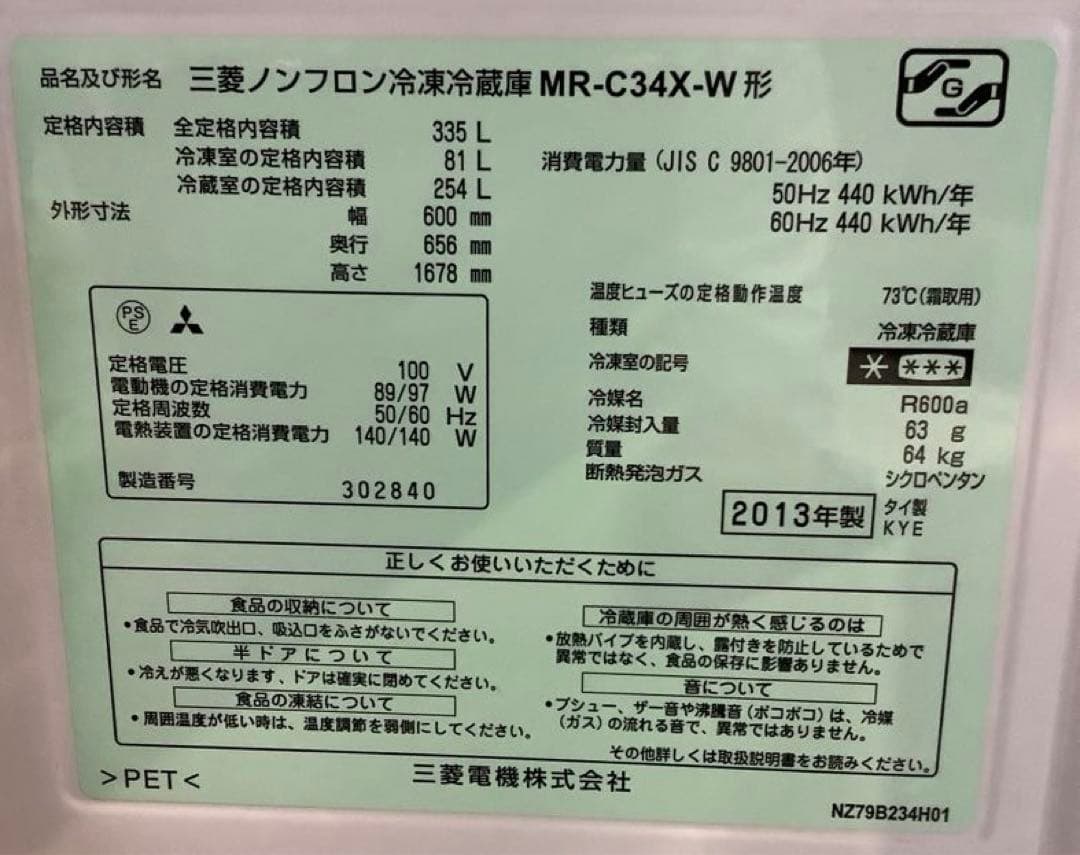 品名及び形名 三菱ノンフロン冷凍冷蔵庫 MR-C34X-W 形
G
定格内容積 全定格内容積 335 L
冷凍室の定格内容積 81 L
冷蔵室の定格内容積 254 L
外形寸法 幅 600 mm
奥行 656 mm
高さ 1678 mm
消費電力量 (JIS C 9801-2006年)
50Hz 440 kWh/年
60Hz 440 kWh/年
PS
E
定格電圧 100 V
電動機の定格消費電力 89/97 W
定格周波数 50/60 Hz
電熱装置の定格消費電力 140/140 W
製造番号 302840
温度ヒューズの定格動作温度 73℃(霜取用)
種類 冷凍冷蔵庫
冷凍室の記号 * ***
冷媒名 R600a
冷媒封入量 63 g
質量 64 kg
断熱発泡ガス シクロペンタン
2013年製 タイ製
KYE
正しくお使いいただくために
食品の収納について
•食品で冷気吹出口、吸込口をふさがないでください。
半ドアについて
•冷えが悪くなります、ドアは確実に閉めてください。
食品の凍結について
•周囲温度が低い時は、温度調節を弱側にしてください。
冷蔵庫の周囲が熱く感じるのは
•放熱パイプを内蔵し、露付きを防止しているためで
異常ではなく、食品の保存に影響ありません。
音について
•プシュー、ザー音や沸騰音(ボコボコ)は、冷媒
(ガス)の流れる音で、異常ではありません。
その他詳しくは取扱説明書をお読みください。
>PET< 三菱電機株式会社
NZ79B234H01